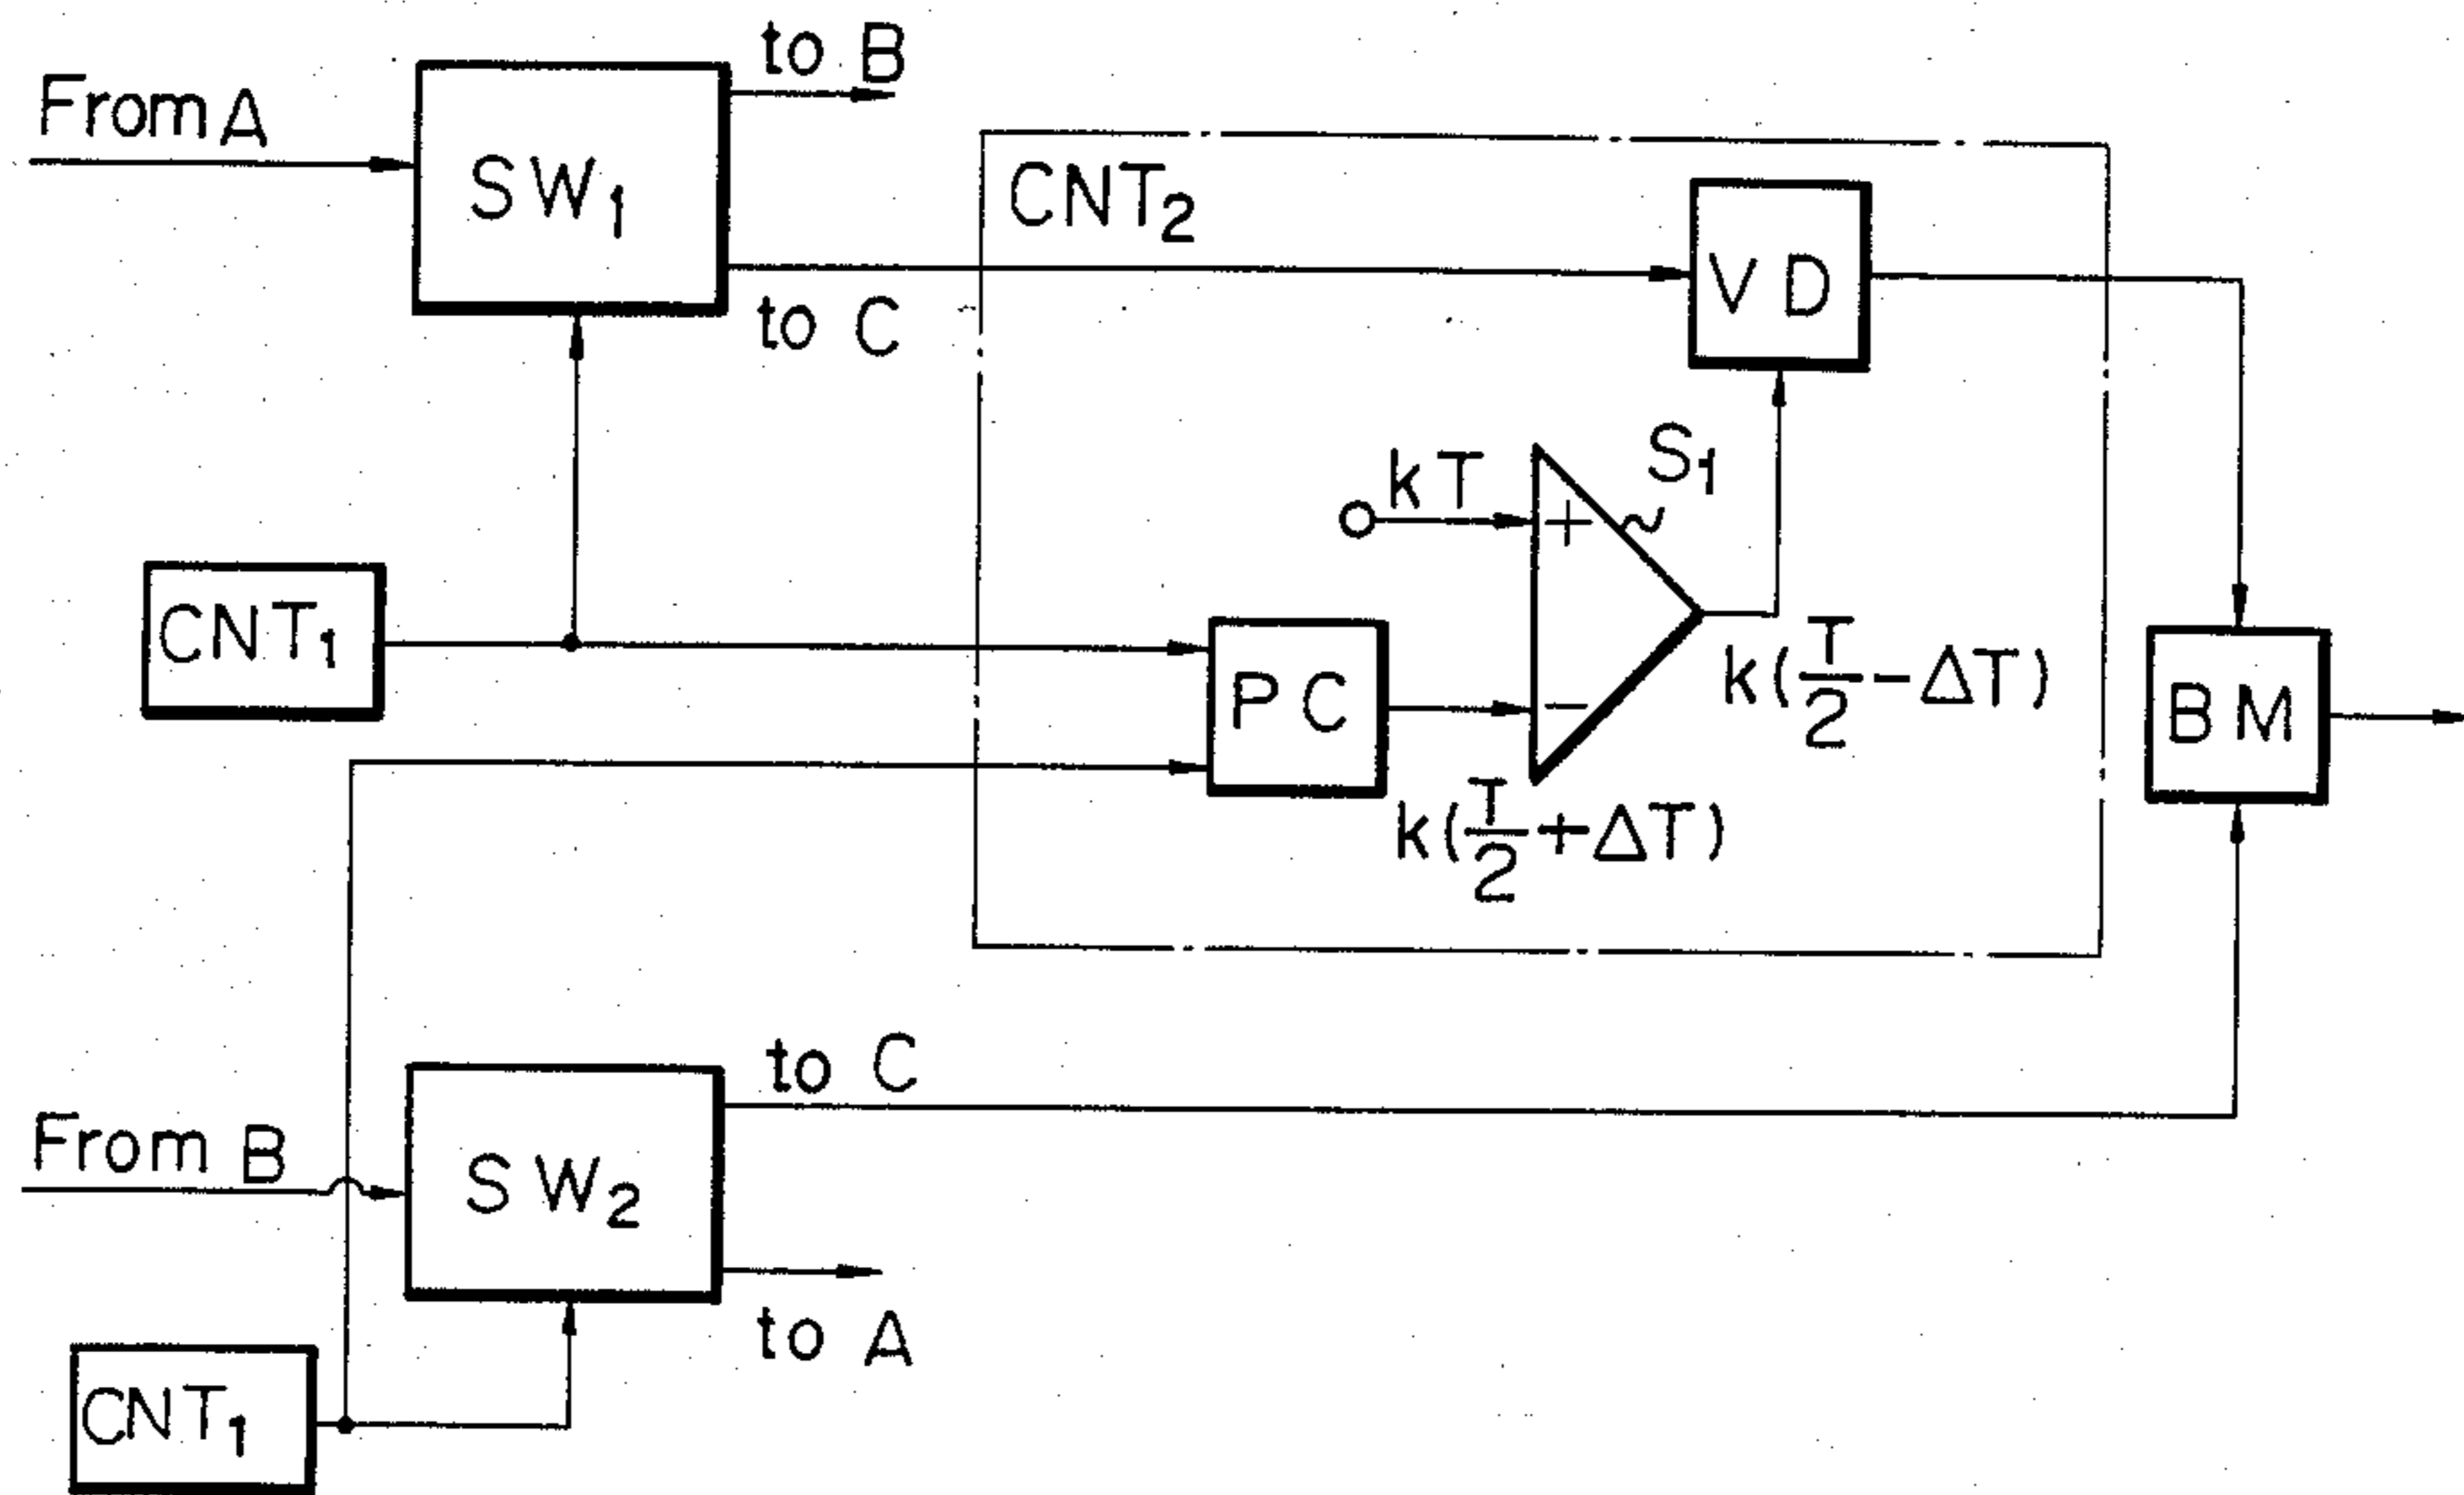 From A
SW₁
to B
to C
CNT₂
VD
kT
+
S₁
CNT₁
PC
−
k(T/2 − ΔT)
k(T/2 + ΔT)
BM
From B
SW₂
to C
to A
CNT₁